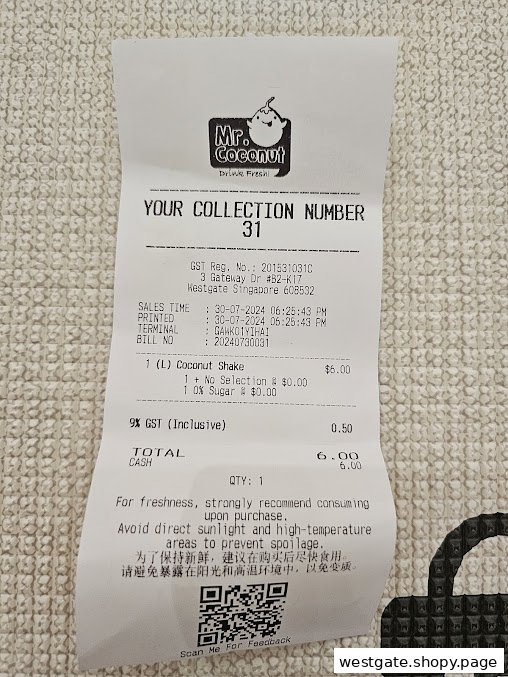 Mr.
Coconut
Drink Fresh!
YOUR COLLECTION NUMBER
31
GST Reg. No.: 201531031C
3 Gateway Dr #B2-K17
Westgate Singapore 608532
SALES TIME : 30-07-2024 06:25:43 PM
PRINTED : 30-07-2024 06:25:43 PM
TERMINAL : GAWK01YIHAI
BILL NO : 20240730031
1 (L) Coconut Shake $6.00
1 + No Selection @ $0.00
1 0% Sugar @ $0.00
9% GST (Inclusive) 0.50
TOTAL 6.00
CASH 6.00
QTY: 1
For freshness, strongly recommend consuming
upon purchase.
Avoid direct sunlight and high-temperature
areas to prevent spoilage.
为了保持新鲜，建议在购买后尽快食用。
请避免暴露在阳光和高温环境中，以免变质。
Scan Me For Feedback
westgate.shopy.page